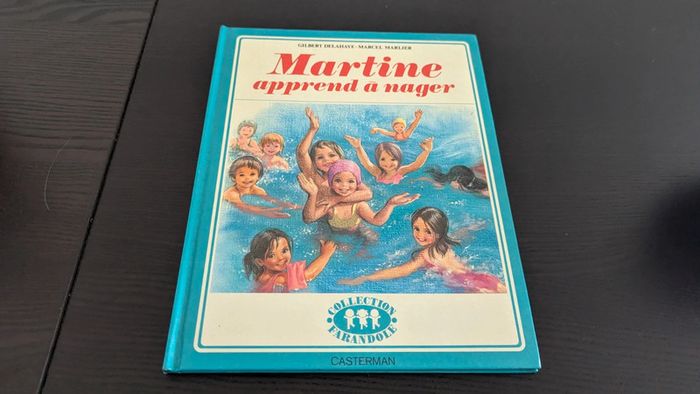 GILBERT DELAHAYE - MARCEL MARLIER
Martine
apprend à nager
COLLECTION
FARANDOLE
CASTERMAN